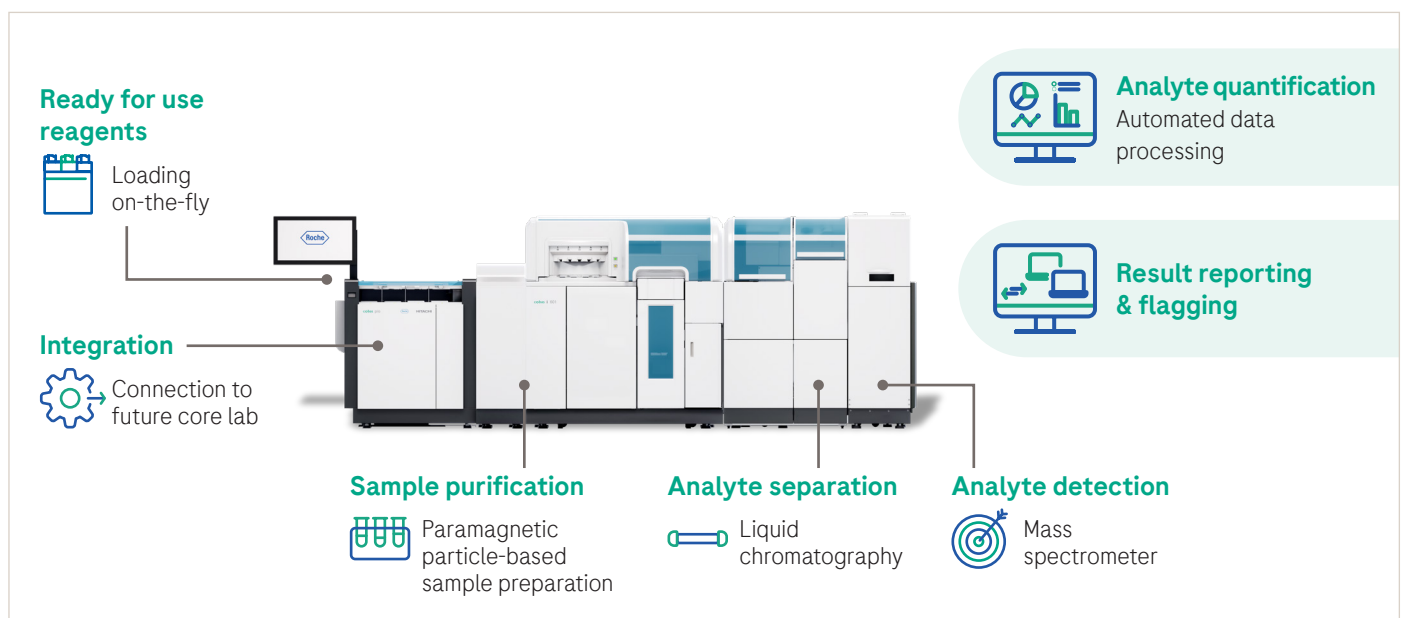 Ready for use
reagents
Loading
on-the-fly
Integration
Connection to
future core lab
Roche
Sample purification
Paramagnetic
particle-based
sample preparation
Analyte separation
Liquid
chromatography
Analyte detection
Mass
spectrometer
Analyte quantification
Automated data
processing
Result reporting
& flagging